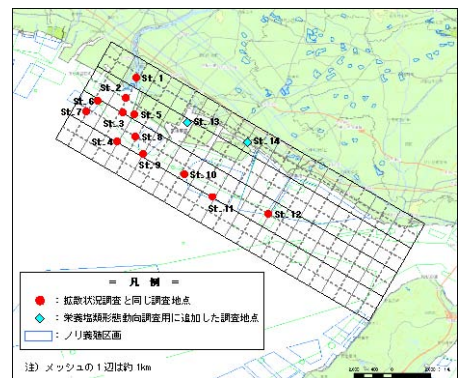 St. 1
St. 2
St. 6
St. 7
St. 3
St. 5
St. 13
St. 8
St. 4
St. 14
St. 9
St. 10
St. 11
St. 12
＝ 凡 例 ＝
：拡散状況調査と同じ調査地点
：栄養塩類形態動向調査用に追加した調査地点
：ノリ養殖区画
注）メッシュの1辺は約1km